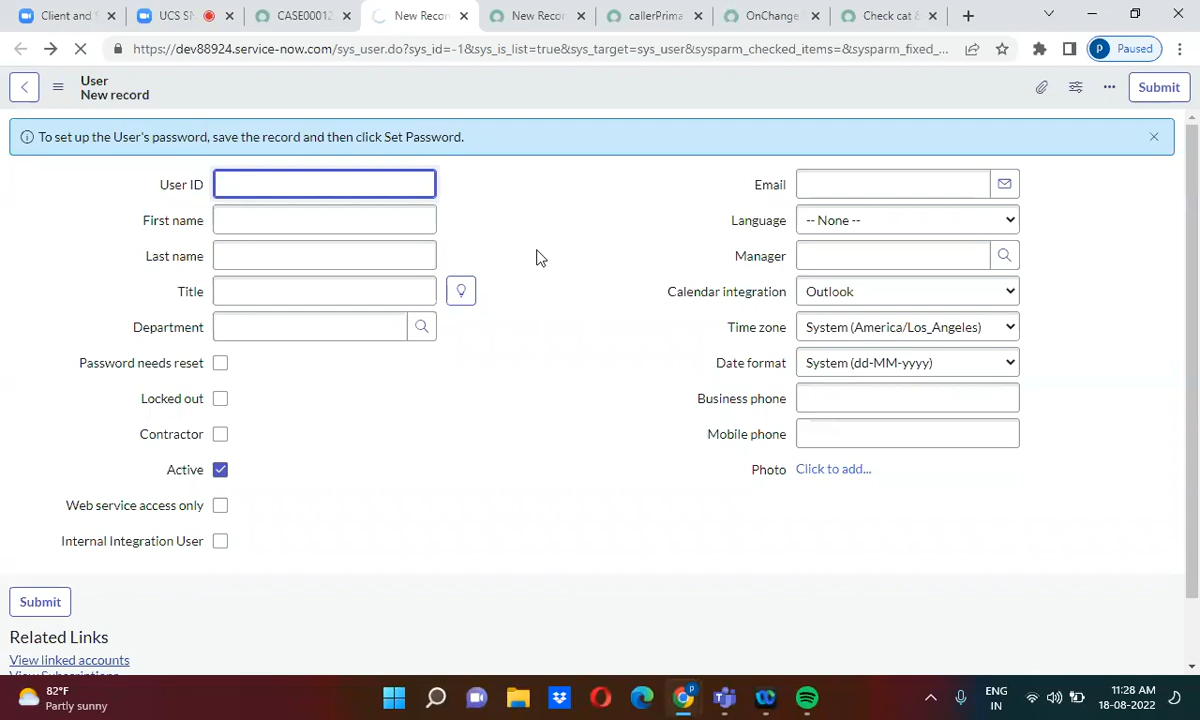 Client and S
UCS SN
CASE00012
New Recor
New Recor
callerPrima
OnChange
Check cat &
https://dev88924.service-now.com/sys_user.do?sys_id=-1&sys_is_list=true&sys_target=sys_user&sysparm_checked_items=&sysparm_fixed_...
P
Paused
User
New record
Submit
To set up the User's password, save the record and then click Set Password.
User ID
Email
First name
Language
-- None --
Last name
Manager
Title
Calendar integration
Outlook
Department
Time zone
System (America/Los_Angeles)
Password needs reset
Date format
System (dd-MM-yyyy)
Locked out
Business phone
Contractor
Mobile phone
Active
Photo
Click to add...
Web service access only
Internal Integration User
Submit
Related Links
View linked accounts
View Subscriptions
82°F
Partly sunny
ENG
IN
11:28 AM
18-08-2022